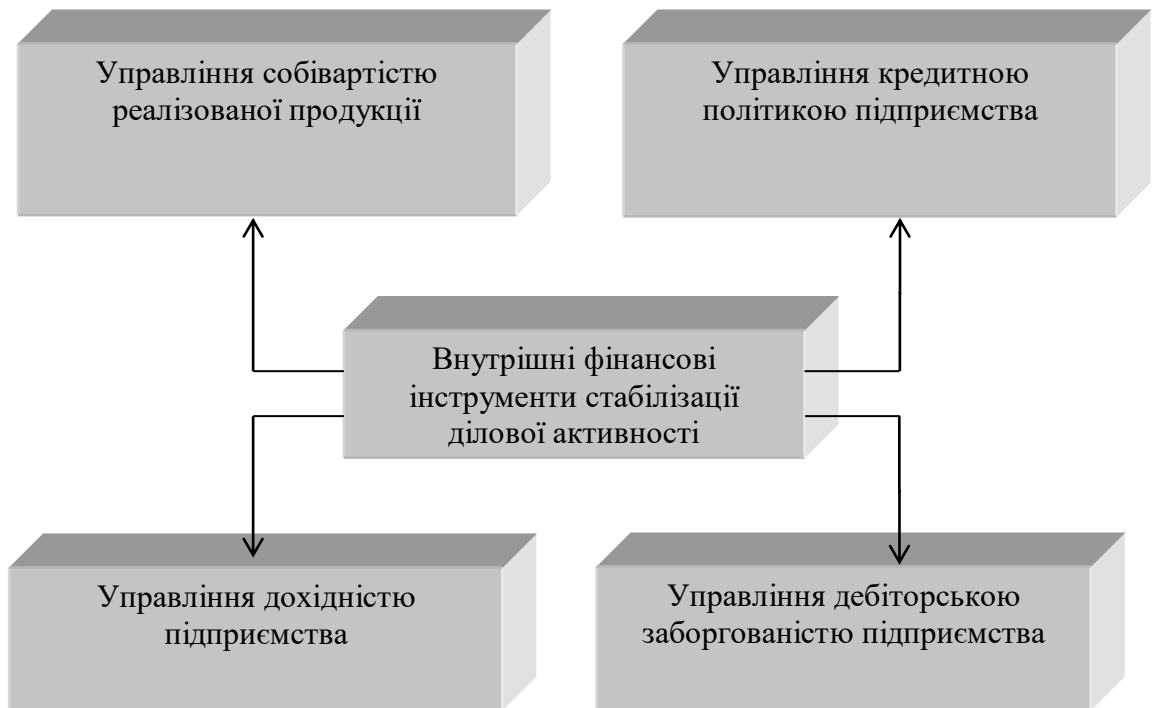 Управління собівартістю
реалізованої продукції
Управління кредитною
політикою підприємства
Внутрішні фінансові
інструменти стабілізації
ділової активності
Управління дохідністю
підприємства
Управління дебіторською
заборгованістю підприємства